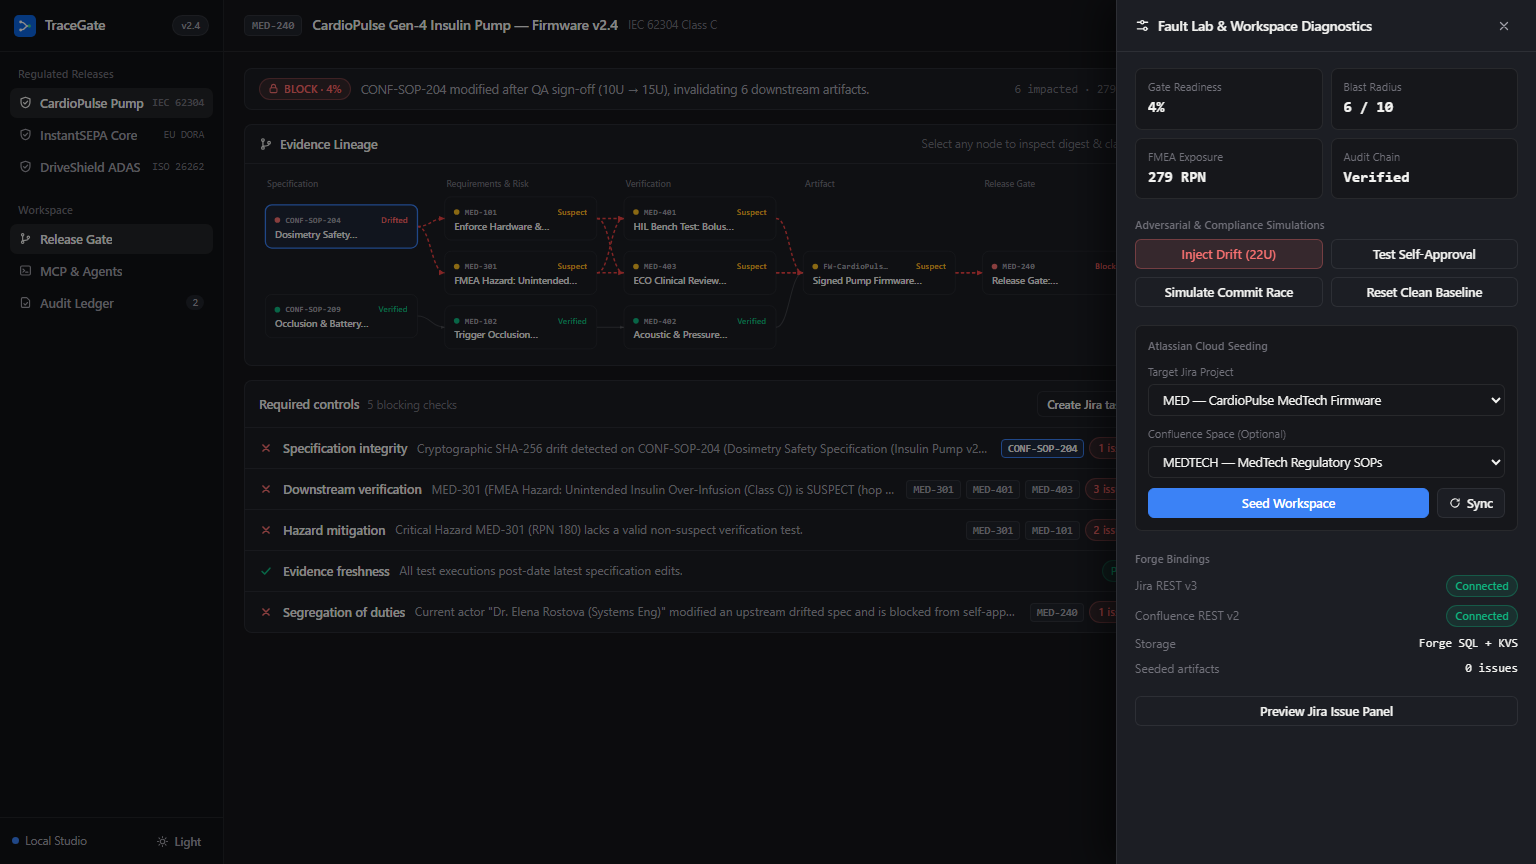 TraceGate
v2.4
Regulated Releases
CardioPulse Pump IEC 62304
InstantSEPA Core EU DORA
DriveShield ADAS ISO 26262
Workspace
Release Gate
MCP & Agents
Audit Ledger 2
Local Studio
Light
MED-240 CardioPulse Gen-4 Insulin Pump — Firmware v2.4 IEC 62304 Class C
BLOCK · 4% CONF-SOP-204 modified after QA sign-off (10U → 15U), invalidating 6 downstream artifacts. 6 impacted · 279
Evidence Lineage
Select any node to inspect digest &
Specification
Requirements & Risk
Verification
Artifact
Release Gate
CONF-SOP-204 Drifted
Dosimetry Safety...
MED-101 Suspect
Enforce Hardware &...
MED-401 Suspect
HIL Bench Test: Bolus...
MED-301 Suspect
FMEA Hazard: Unintended...
MED-403 Suspect
ECO Clinical Review...
FW-CardioPuls… Suspect
Signed Pump Firmware...
MED-240 Block
Release Gate:...
CONF-SOP-209 Verified
Occlusion & Battery...
MED-102 Verified
Trigger Occlusion...
MED-402 Verified
Acoustic & Pressure...
Required controls 5 blocking checks
Create Jira ta
Specification integrity Cryptographic SHA-256 drift detected on CONF-SOP-204 (Dosimetry Safety Specification (Insulin Pump v2... CONF-SOP-204 1 is
Downstream verification MED-301 (FMEA Hazard: Unintended Insulin Over-Infusion (Class C)) is SUSPECT (hop ... MED-301 MED-401 MED-403 3 iss
Hazard mitigation Critical Hazard MED-301 (RPN 180) lacks a valid non-suspect verification test. MED-301 MED-101 2 iss
Evidence freshness All test executions post-date latest specification edits. P
Segregation of duties Current actor "Dr. Elena Rostova (Systems Eng)" modified an upstream drifted spec and is blocked from self-app... MED-240 1 is
Fault Lab & Workspace Diagnostics
Gate Readiness
4%
Blast Radius
6 / 10
FMEA Exposure
279 RPN
Audit Chain
Verified
Adversarial & Compliance Simulations
Inject Drift (22U)
Test Self-Approval
Simulate Commit Race
Reset Clean Baseline
Atlassian Cloud Seeding
Target Jira Project
MED — CardioPulse MedTech Firmware
Confluence Space (Optional)
MEDTECH — MedTech Regulatory SOPs
Seed Workspace
Sync
Forge Bindings
Jira REST v3 Connected
Confluence REST v2 Connected
Storage Forge SQL + KVS
Seeded artifacts 0 issues
Preview Jira Issue Panel